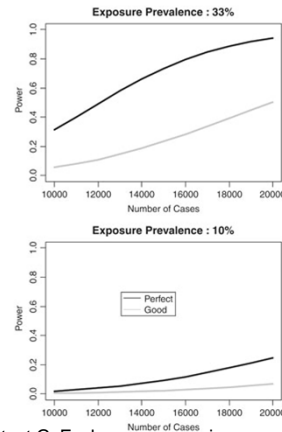 Exposure Prevalence : 33%
1.0
0.8
0.6
0.4
0.2
0.0
Power
10000 12000 14000 16000 18000 20000
Number of Cases
Exposure Prevalence : 10%
1.0
0.8
0.6
0.4
0.2
0.0
Power
Perfect
Good
10000 12000 14000 16000 18000 20000
Number of Cases